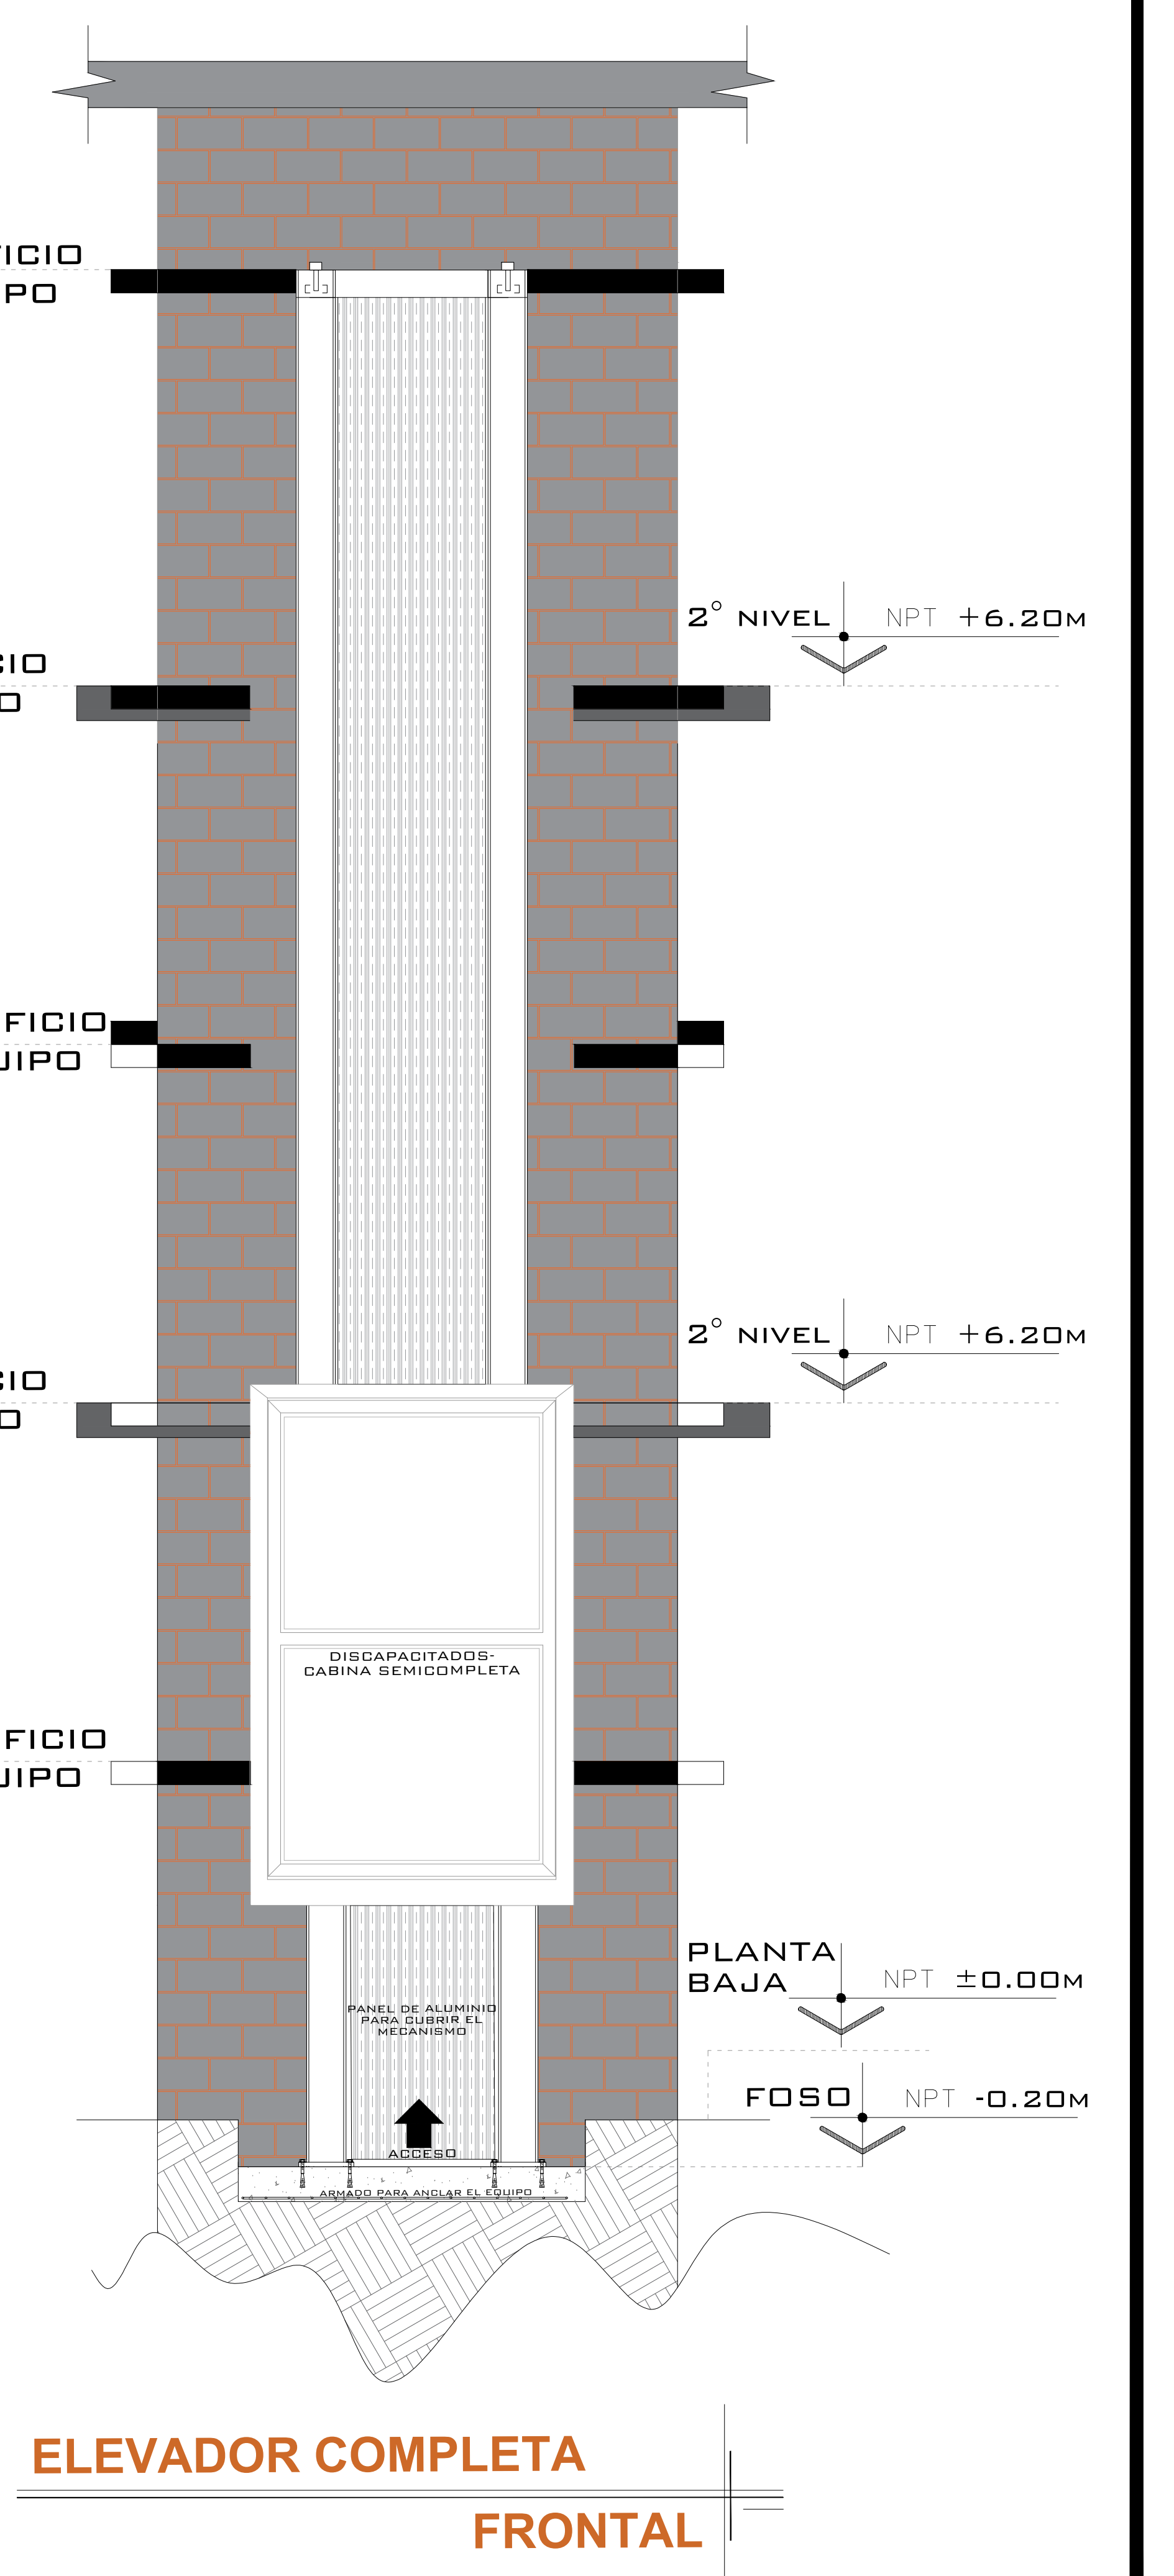 2° NIVEL NPT +6.20M
2° NIVEL NPT +6.20M
DISCAPACITADOS-
CABINA SEMICOMPLETA
PLANTA
BAJA NPT ±0.00M
PANEL DE ALUMINIO
PARA CUBRIR EL
MECANISMO
FOSO NPT -0.20M
ACCESO
ARMADO PARA ANCLAR EL EQUIPO
ELEVADOR COMPLETA
FRONTAL